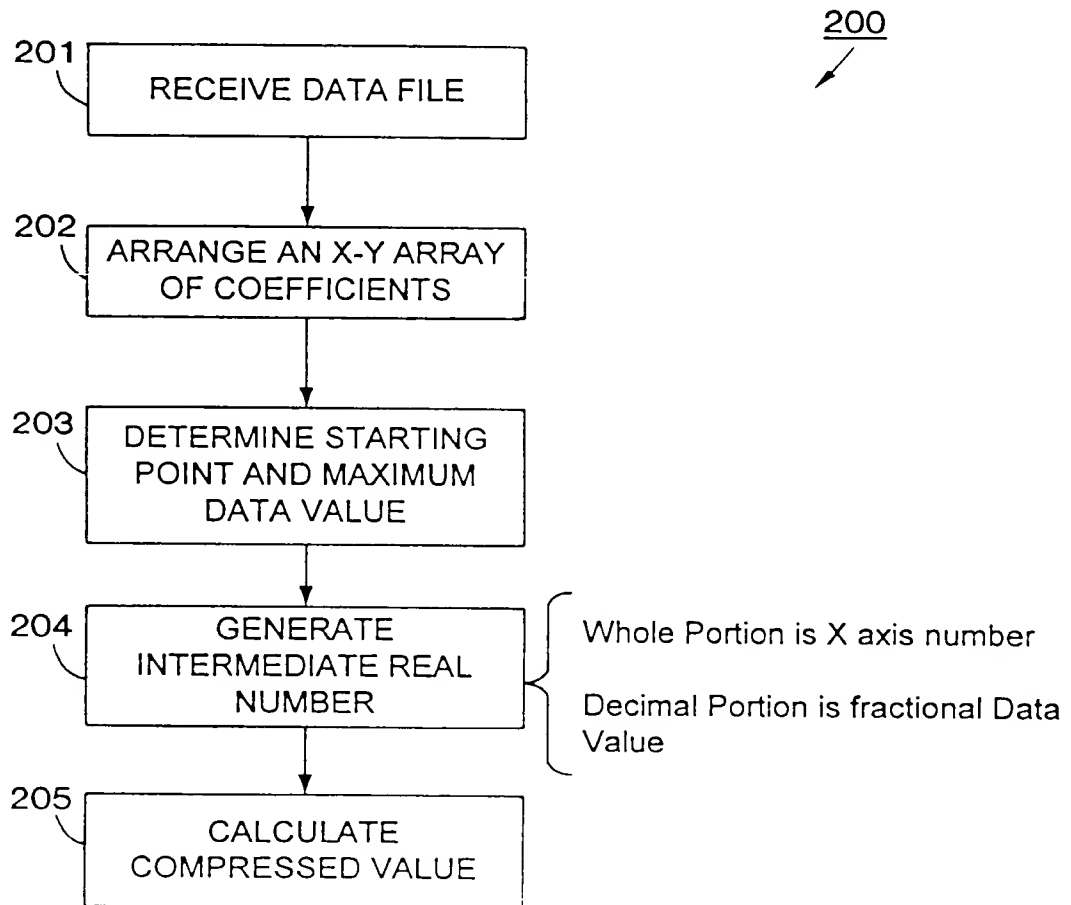 200
201
RECEIVE DATA FILE
202
ARRANGE AN X-Y ARRAY
OF COEFFICIENTS
203
DETERMINE STARTING
POINT AND MAXIMUM
DATA VALUE
204
GENERATE
INTERMEDIATE REAL
NUMBER
Whole Portion is X axis number
Decimal Portion is fractional Data
Value
205
CALCULATE
COMPRESSED VALUE